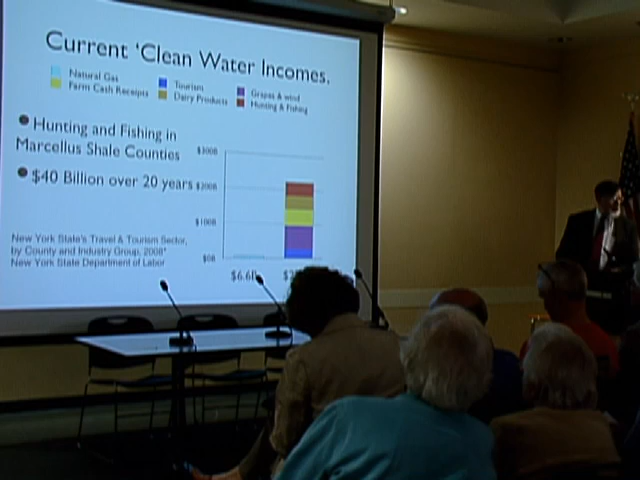 Current 'Clean Water Incomes.
Natural Gas
Tourism
Grapes & wind
Farm Cash Receipts
Dairy Products
Hunting & Fishing
Hunting and Fishing in
Marcellus Shale Counties
$40 Billion over 20 years
New York State's Travel & Tourism Sector,
by County and Industry Group, 2008"
New York State Department of Labor
$300B
$200B
$100B
$0B
$6.6B